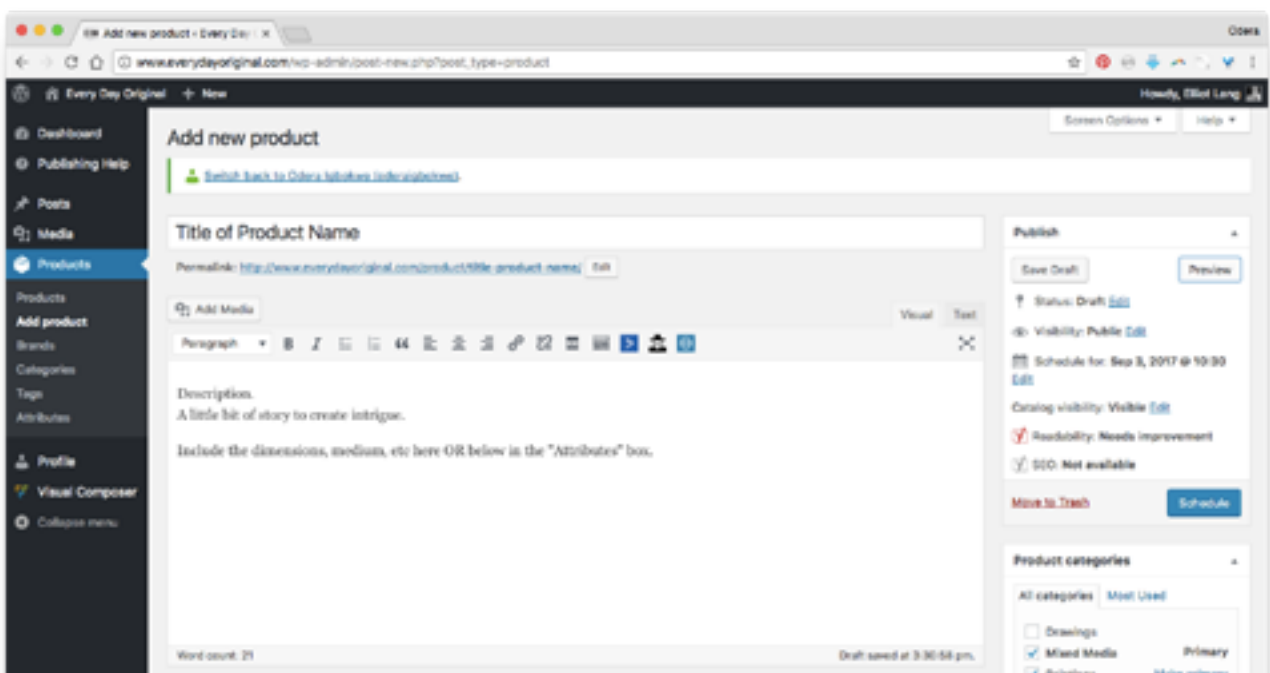 Add new product ‹ Every Day
Odera
www.everydayoriginal.com/wp-admin/post-new.php?post_type=product
Every Day Original + New
Howdy, Elliot Lang
Screen Options Help
Dashboard
Publishing Help
Posts
Media
Products
Products
Add product
Brands
Categories
Tags
Attributes
Profile
Visual Composer
Collapse menu
Add new product
Switch back to Odera Igbokwe (oderaigbokwe).
Title of Product Name
Permalink: http://www.everydayoriginal.com/product/title-product-name/ Edit
Add Media
Visual Text
Paragraph B I
Description.
A little bit of story to create intrigue.
Include the dimensions, medium, etc here OR below in the "Attributes" box.
Word count: 21
Draft saved at 3:30:58 pm.
Publish
Save Draft Preview
Status: Draft Edit
Visibility: Public Edit
Schedule for: Sep 3, 2017 @ 10:30
Edit
Catalog visibility: Visible Edit
Readability: Needs improvement
SEO: Not available
Move to Trash Schedule
Product categories
All categories Most Used
Drawings
Mixed Media Primary